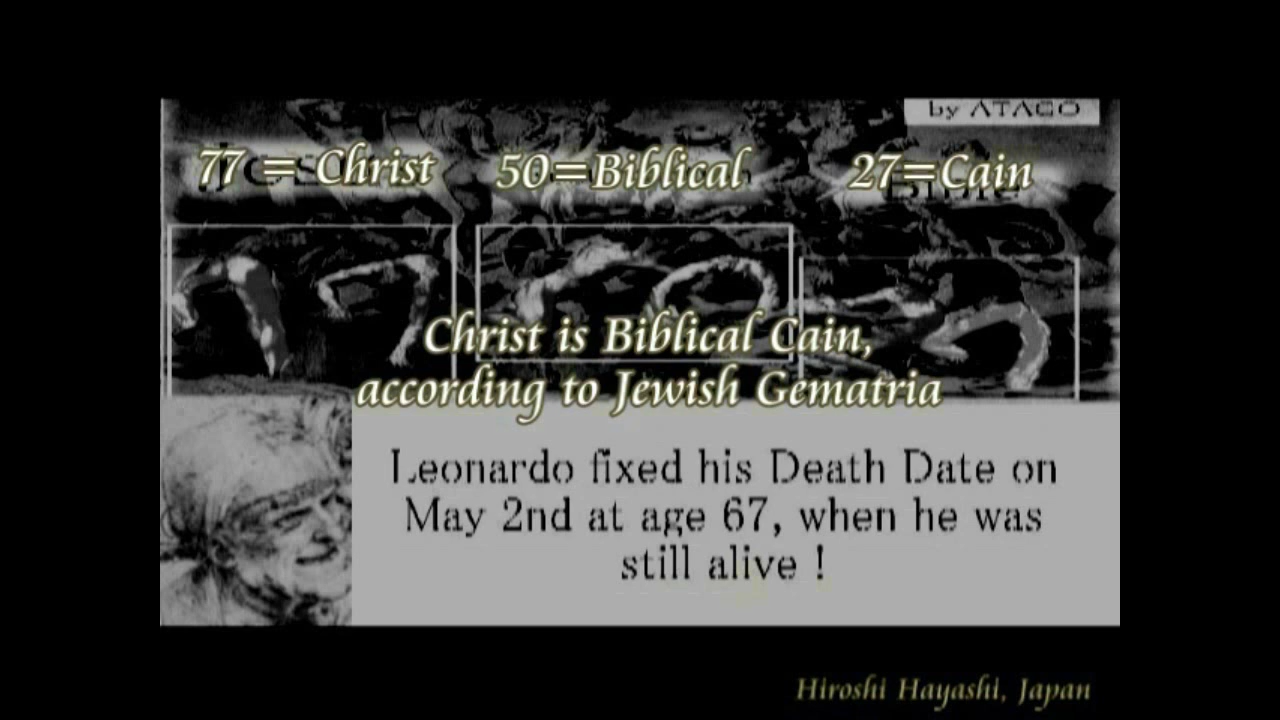 by ATAGO
77 = Christ 50=Biblical 27=Cain
Christ is Biblical Cain,
according to Jewish Gematria
Leonardo fixed his Death Date on
May 2nd at age 67, when he was
still alive !
Hiroshi Hayashi, Japan